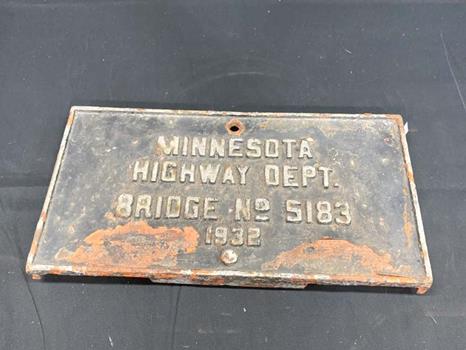 MINNESOTA
HIGHWAY DEPT.
BRIDGE Nº 5183
1932